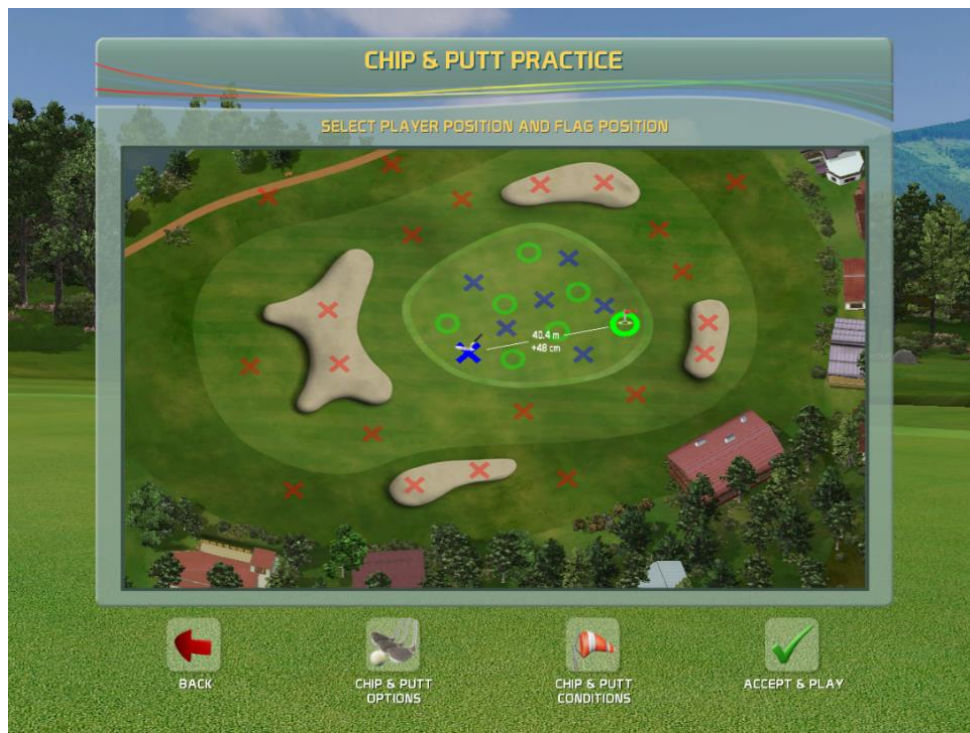 CHIP & PUTT PRACTICE
SELECT PLAYER POSITION AND FLAG POSITION
40.4 m
+48 cm
BACK
CHIP & PUTT
OPTIONS
CHIP & PUTT
CONDITIONS
ACCEPT & PLAY